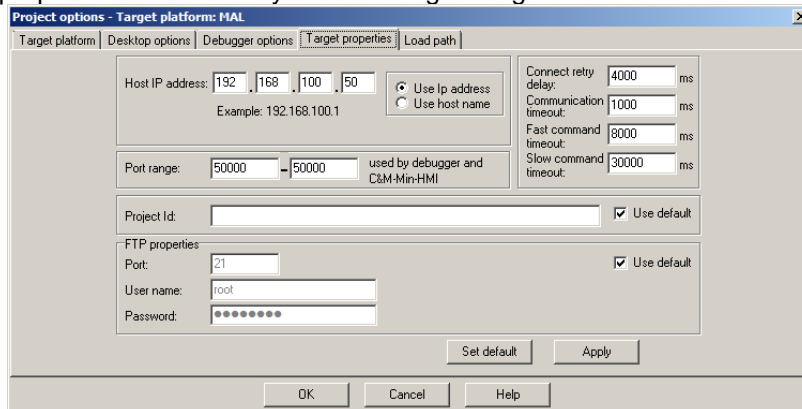 Project options - Target platform: MAL
Target platform Desktop options Debugger options Target properties Load path
Host IP address: 192 . 168 . 100 . 50
Example: 192.168.100.1
Use Ip address
Use host name
Connect retry
delay: 4000 ms
Communication
timeout: 1000 ms
Fast command
timeout: 8000 ms
Slow command
timeout: 30000 ms
Port range: 50000 - 50000 used by debugger and
C&M-Min-HMI
Project Id: Use default
FTP properties
Port: 21 Use default
User name: root
Password: ●●●●●●●●
Set default Apply
OK Cancel Help